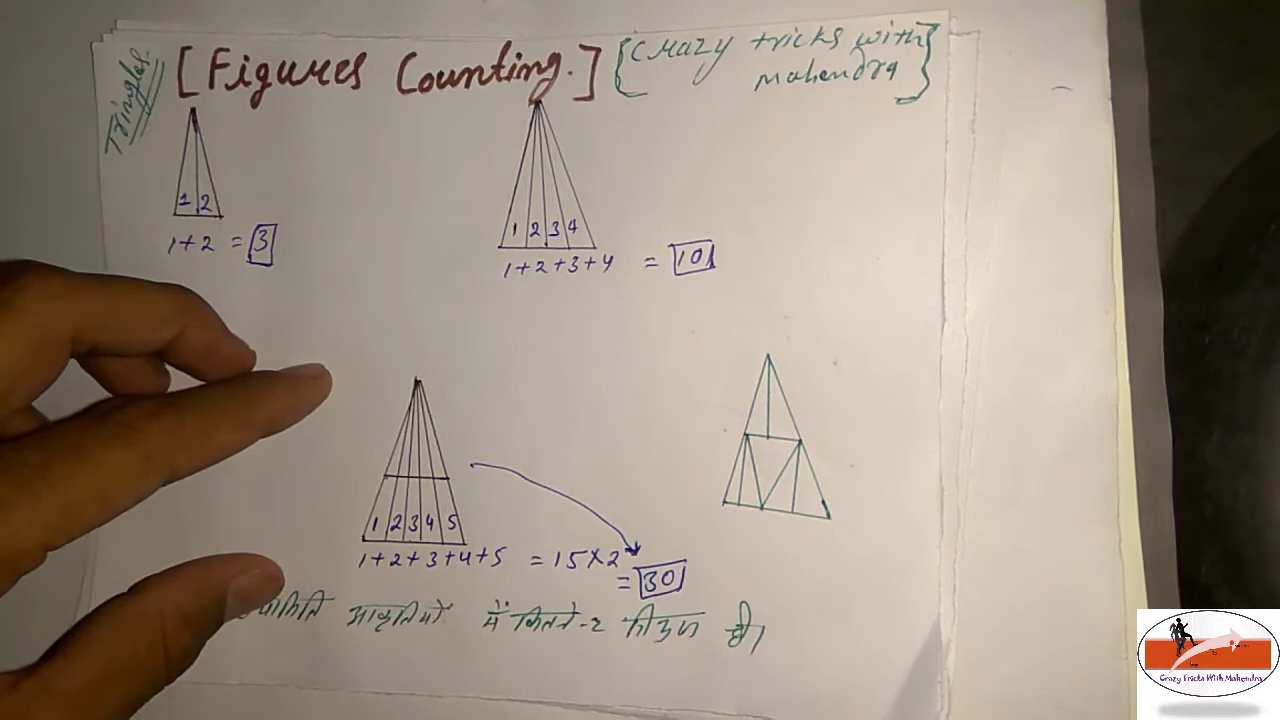 Tringles.
[Figures Counting.]
{Crazy tricks with
Mahendra}
1 2
1+2 = 3
1 2 3 4
1+2+3+4 = 10
1 2 3 4 5
1+2+3+4+5 = 15×2
= 30
आकृतियों में कितने-२ त्रिभुज है।
Crazy Tricks With Mahendra